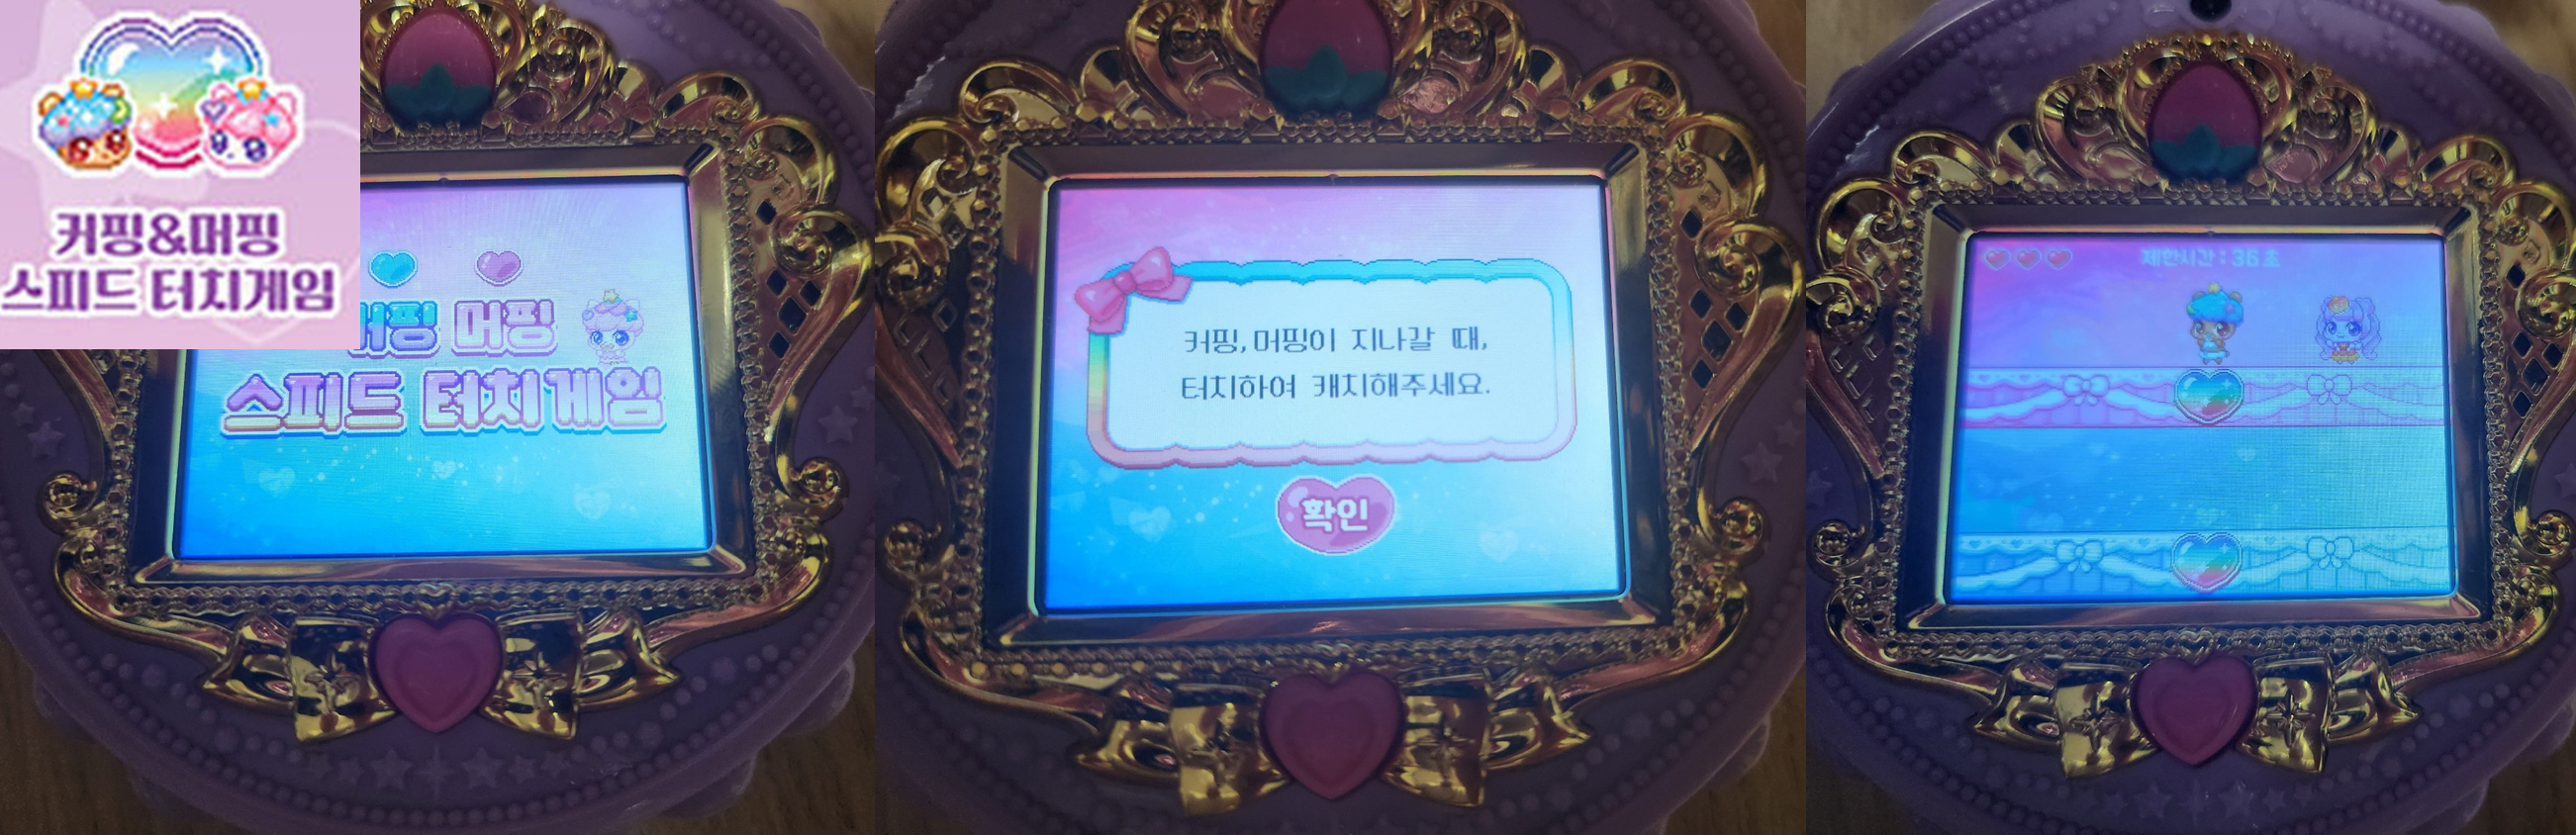 커핑&머핑
스피드 터치게임
머핑
스피드 터치게임
커핑, 머핑이 지나갈 때,
터치하여 캐치해주세요.
확인
제한시간 : 36 초